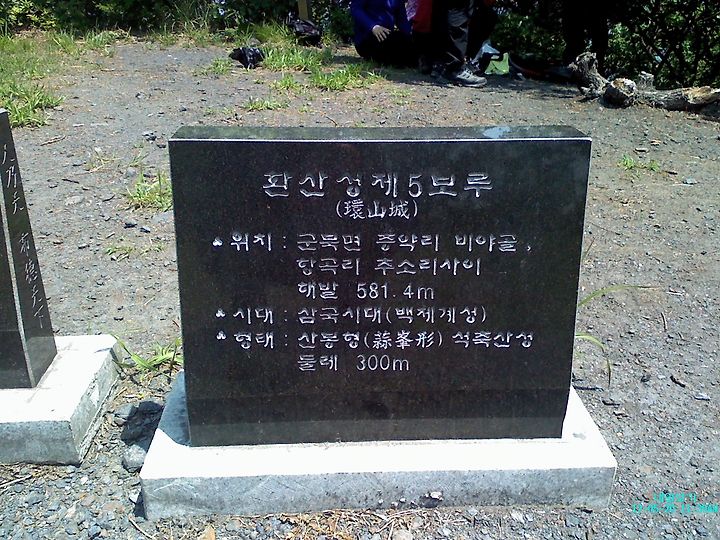 환산성제5보루
(環山城)
위치 : 군북면 증약리 비야골,
항곡리 추소리사이
해발 581.4m
시대 : 삼국시대(백제계성)
형태 : 산봉형(蒜峯形) 석축산성
둘레 300m